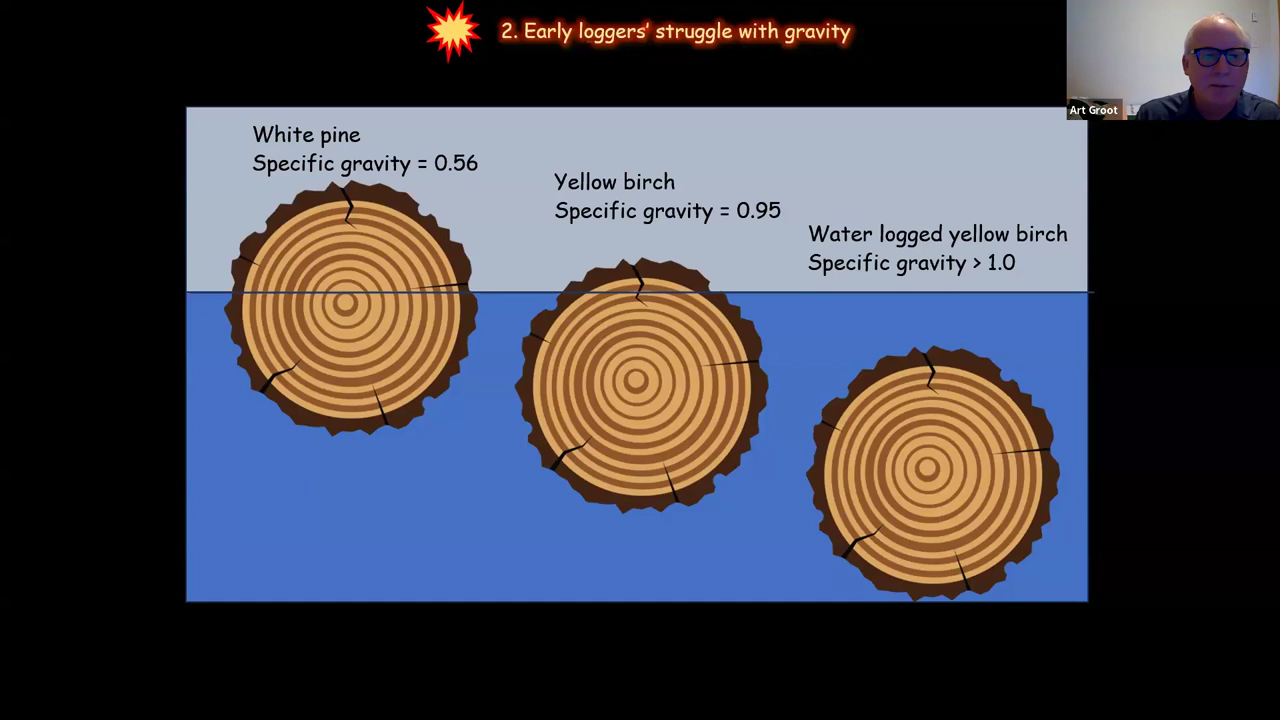 2. Early loggers' struggle with gravity
Art Groot
White pine
Specific gravity = 0.56
Yellow birch
Specific gravity = 0.95
Water logged yellow birch
Specific gravity > 1.0